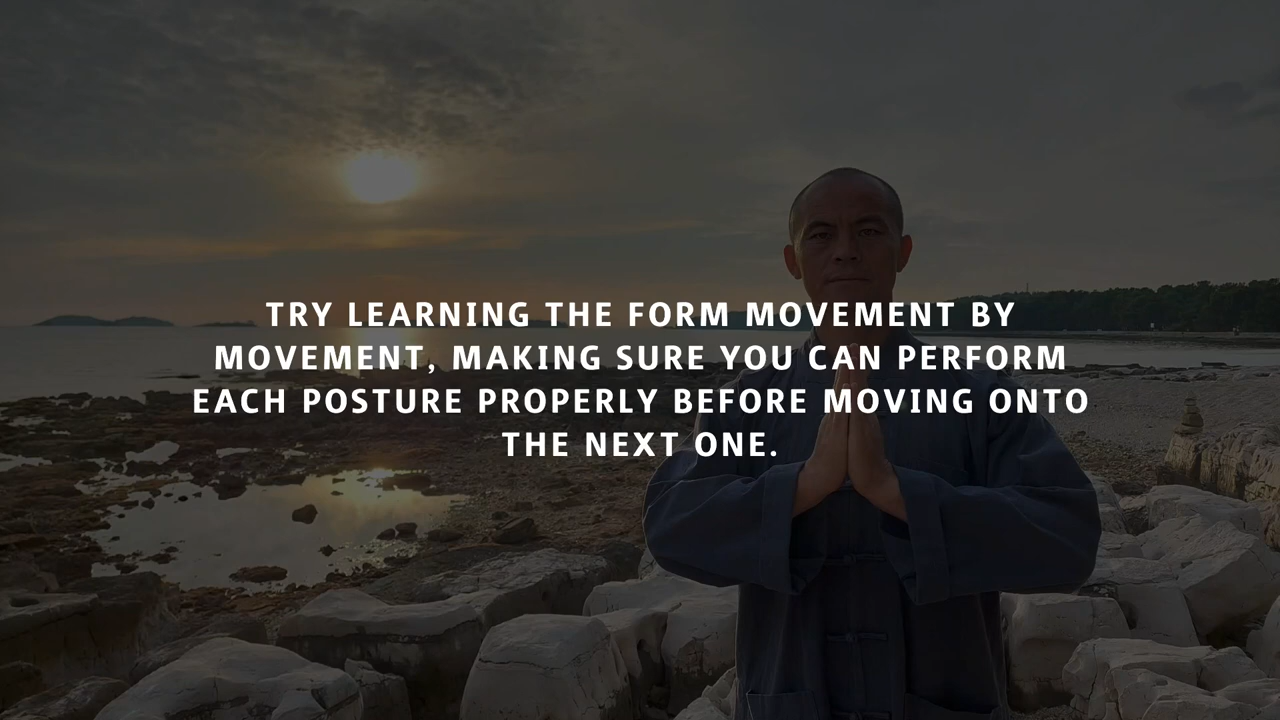 TRY LEARNING THE FORM MOVEMENT BY
MOVEMENT, MAKING SURE YOU CAN PERFORM
EACH POSTURE PROPERLY BEFORE MOVING ONTO
THE NEXT ONE.